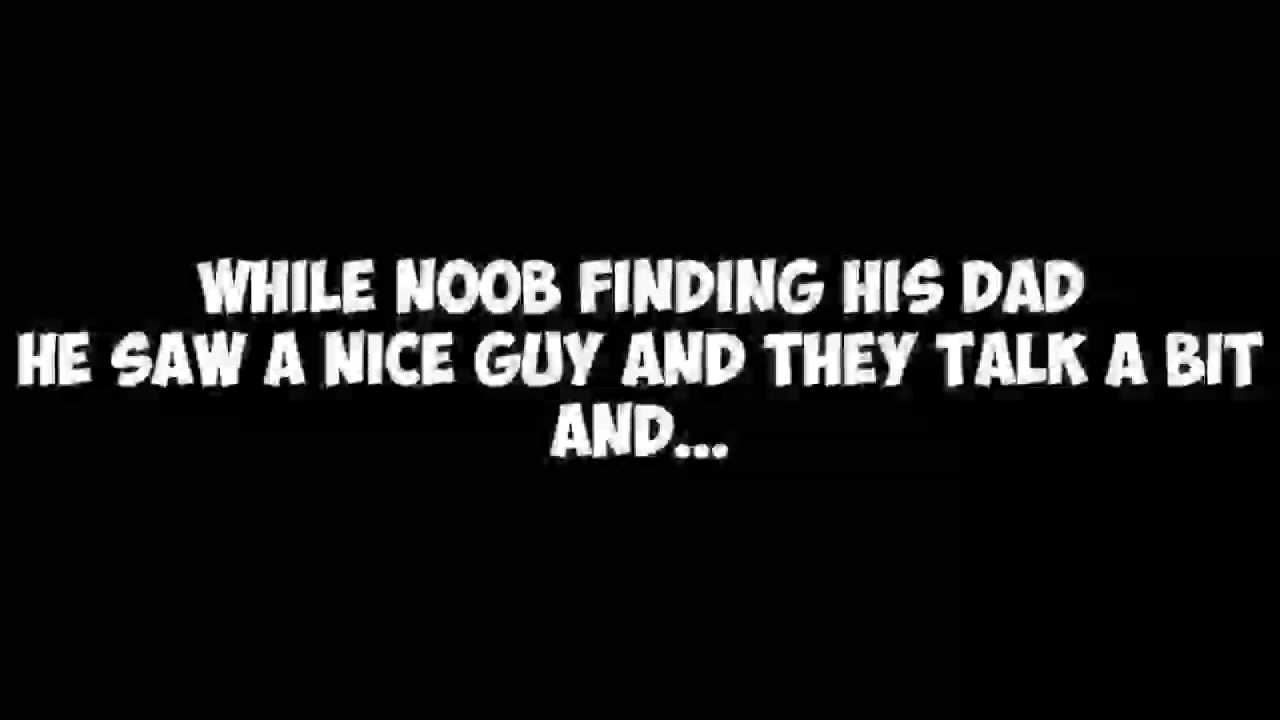 WHILE NOOB FINDING HIS DAD
HE SAW A NICE GUY AND THEY TALK A BIT
AND...